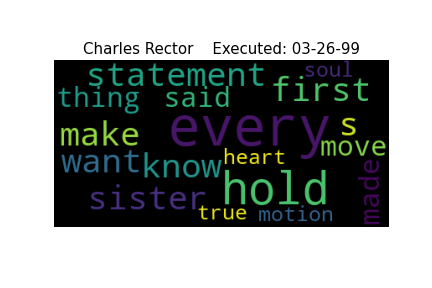 Charles Rector    Executed: 03-26-99
statement soul
thing said first
every s
make move
want know heart
sister hold made
true motion